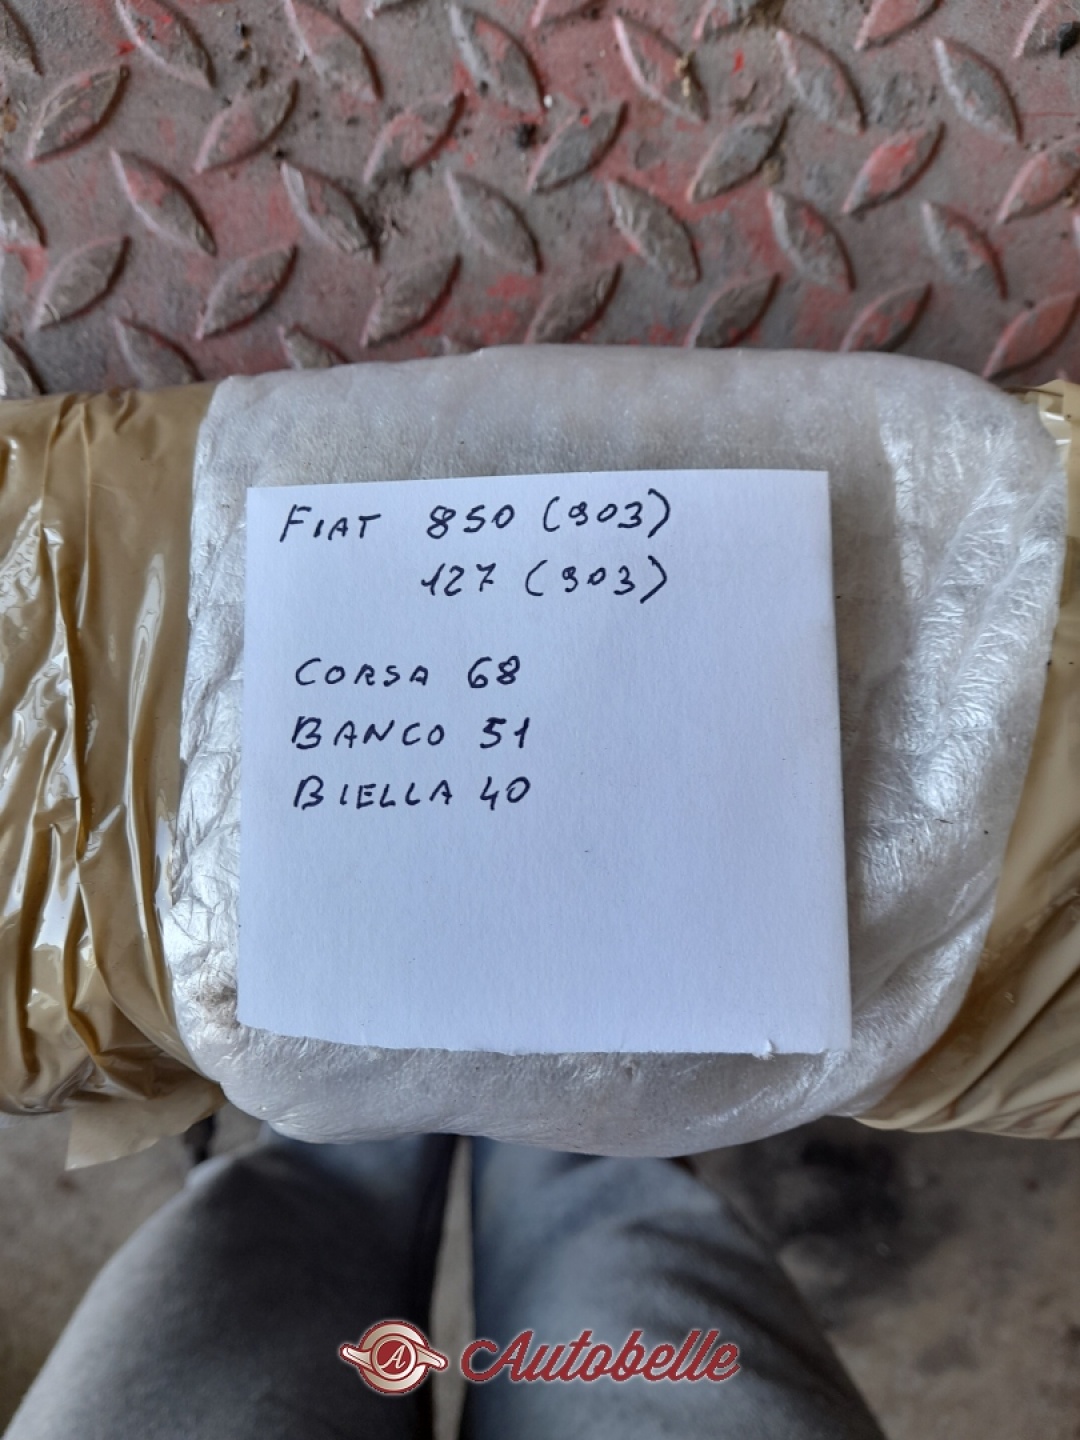 FIAT 850 (903)
127 (903)
CORSA 68
BANCO 51
BIELLA 40
A Autobelle